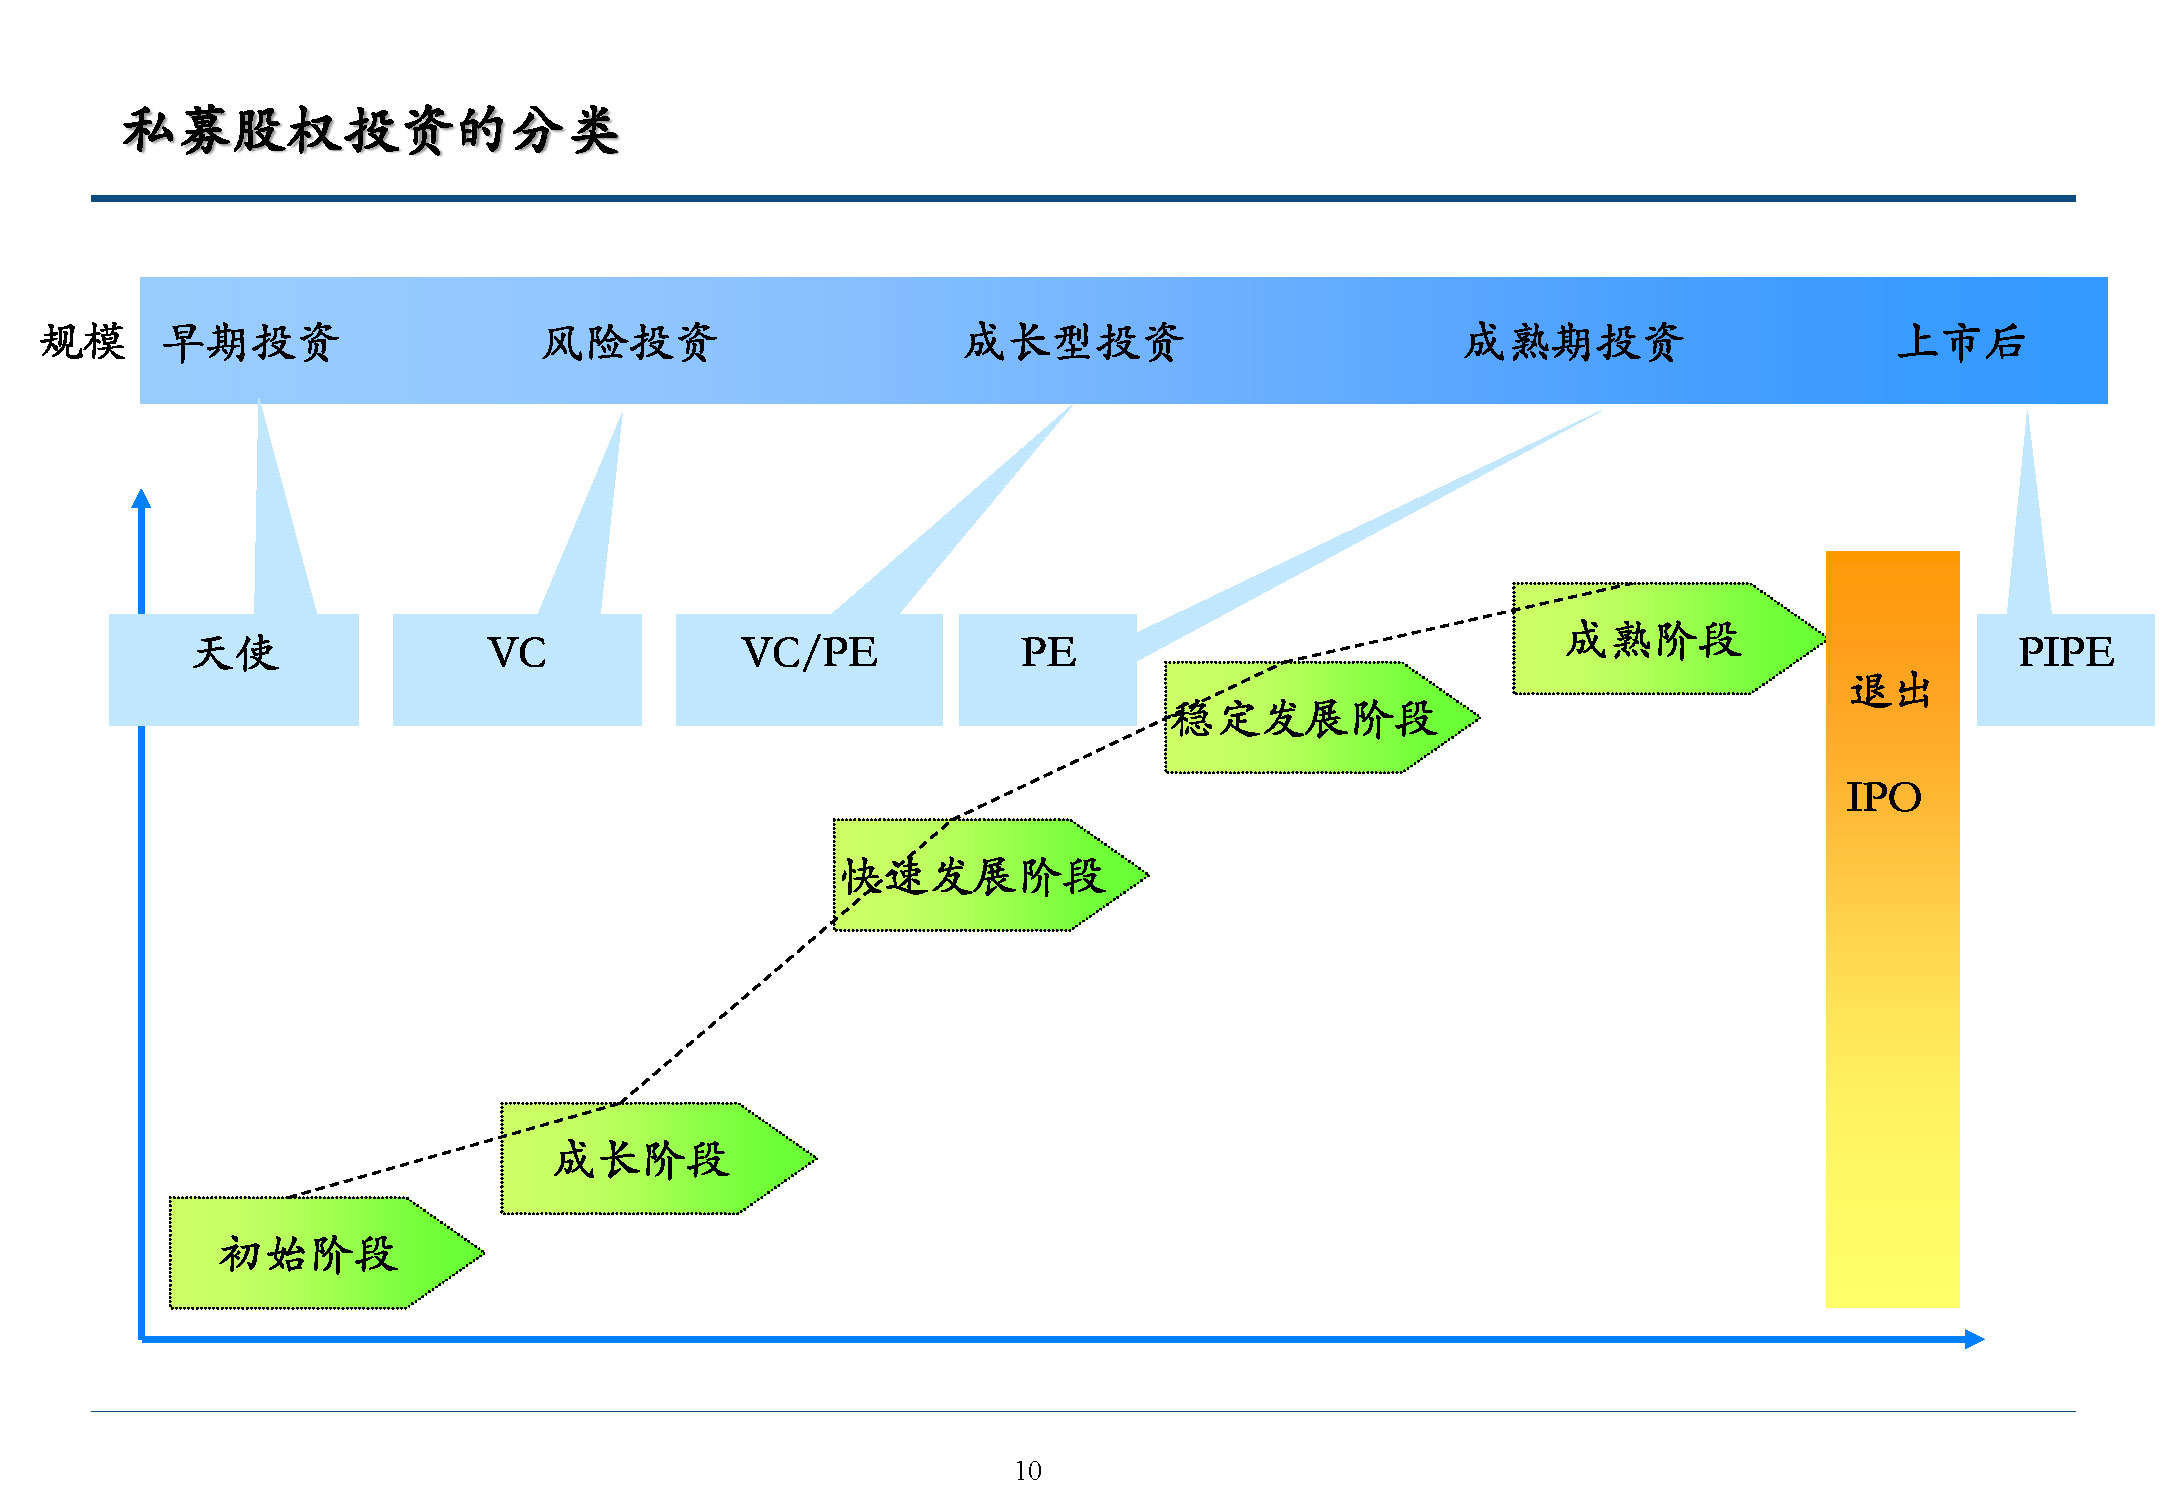 私募股权投资的分类
规模 早期投资 风险投资 成长型投资 成熟期投资 上市后
天使 VC VC/PE PE 成熟阶段 PIPE
退出
稳定发展阶段
IPO
快速发展阶段
成长阶段
初始阶段
10